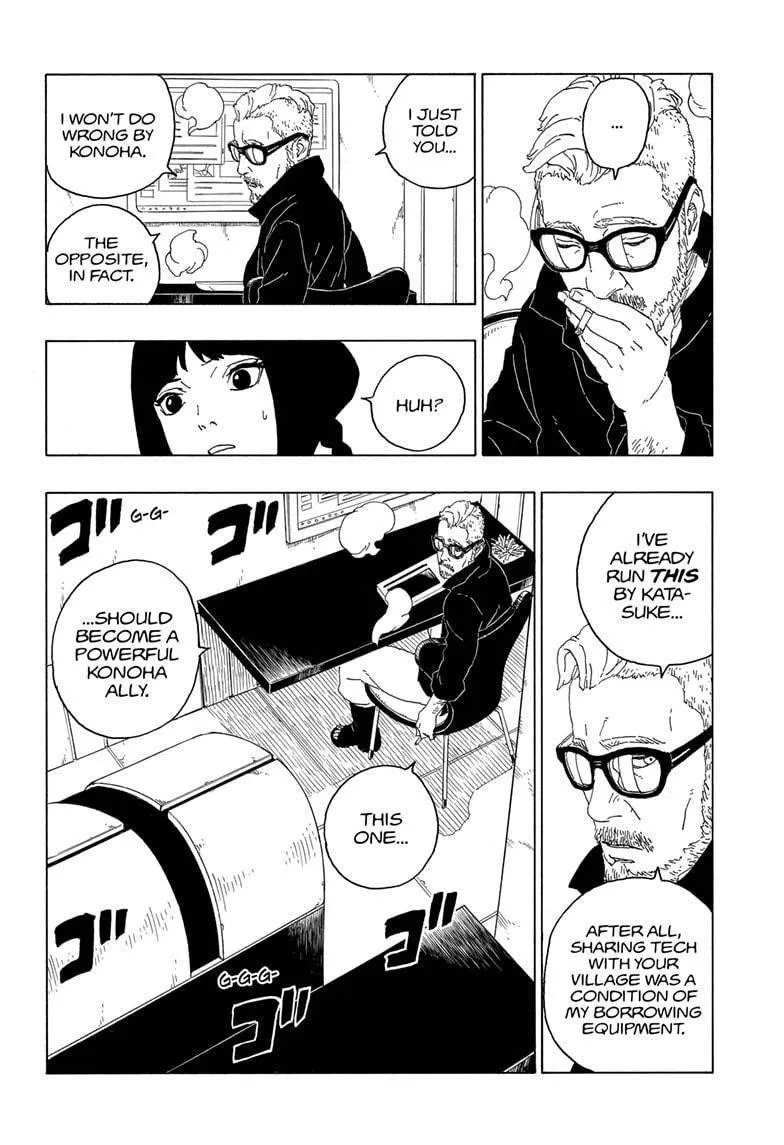 ...
I JUST
TOLD
YOU...
I WON'T DO
WRONG BY
KONOHA.
THE
OPPOSITE,
IN FACT.
HUH?
I'VE
ALREADY
RUN THIS
BY KATA-
SUKE...
AFTER ALL,
SHARING TECH
WITH YOUR
VILLAGE WAS A
CONDITION OF
MY BORROWING
EQUIPMENT.
ゴ
G-G-
ゴ
THIS
ONE...
...SHOULD
BECOME A
POWERFUL
KONOHA
ALLY.
ゴ
G-G-G-
ゴ
ゴ